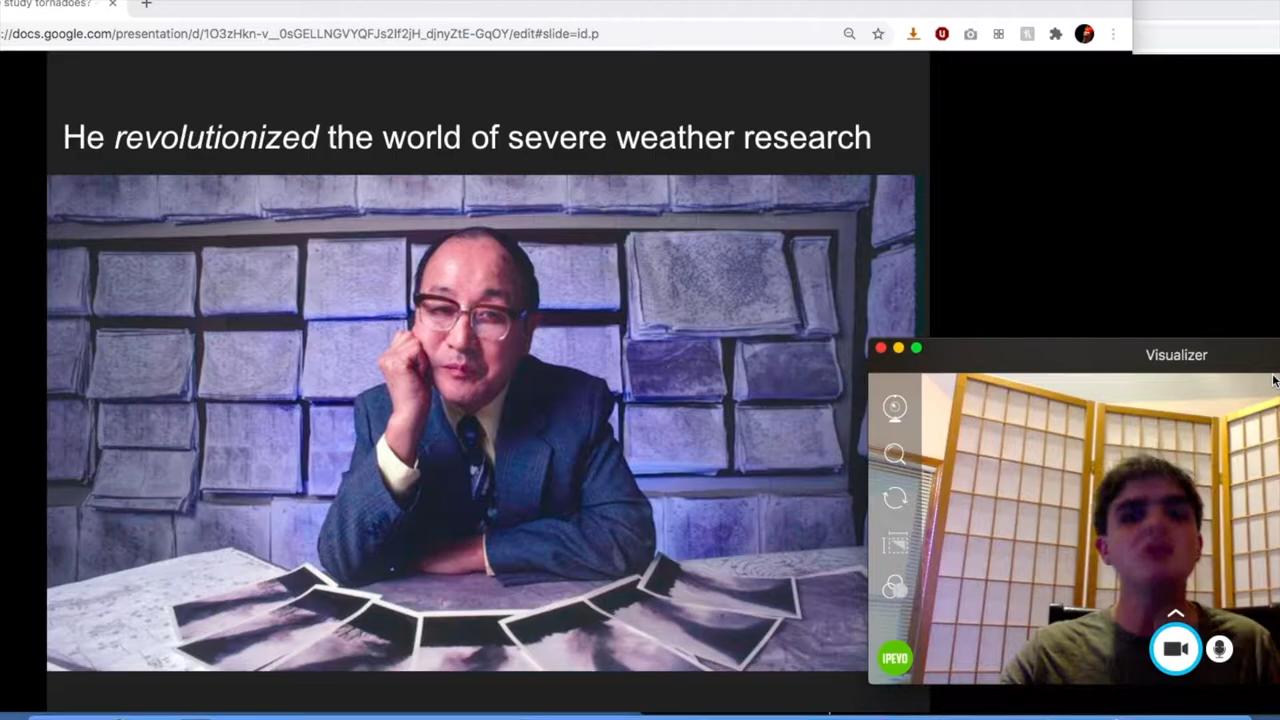 study tornadoes?
://docs.google.com/presentation/d/1O3zHkn-v__0sGELLNGVYQFJs2If2jH_djnyZtE-GqOY/edit#slide=id.p
He revolutionized the world of severe weather research
Visualizer
IPEVO